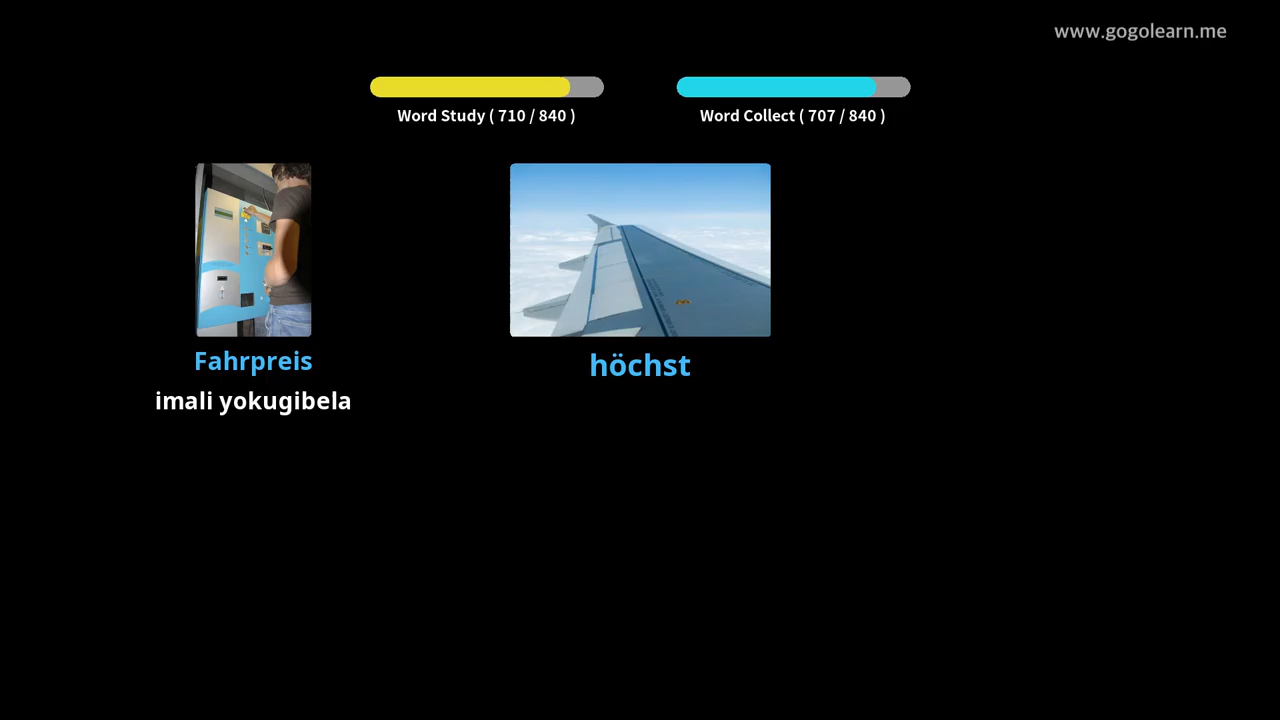 www.gogolearn.me
Word Study ( 710 / 840 )
Word Collect ( 707 / 840 )
Fahrpreis
imali yokugibela
höchst